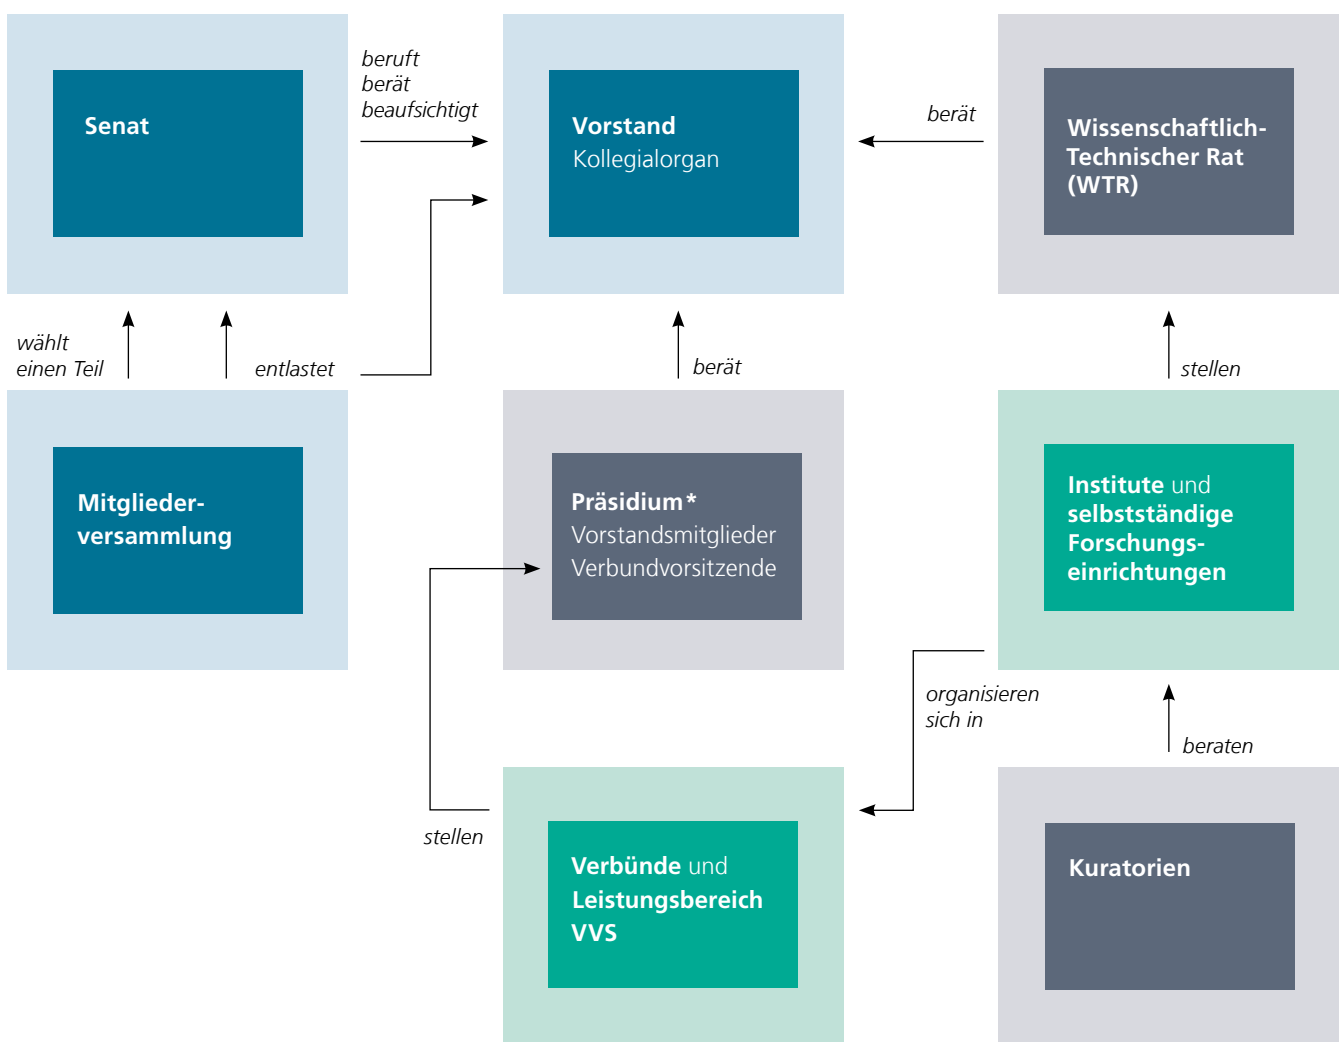 Senat
beruft
berät
beaufsichtigt
Vorstand
Kollegialorgan
berät
Wissenschaftlich-
Technischer Rat
(WTR)
wählt
einen Teil
entlastet
berät
stellen
Mitglieder-
versammlung
Präsidium*
Vorstandsmitglieder
Verbundvorsitzende
Institute und
selbstständige
Forschungs-
einrichtungen
organisieren
sich in
beraten
stellen
Verbünde und
Leistungsbereich
VVS
Kuratorien